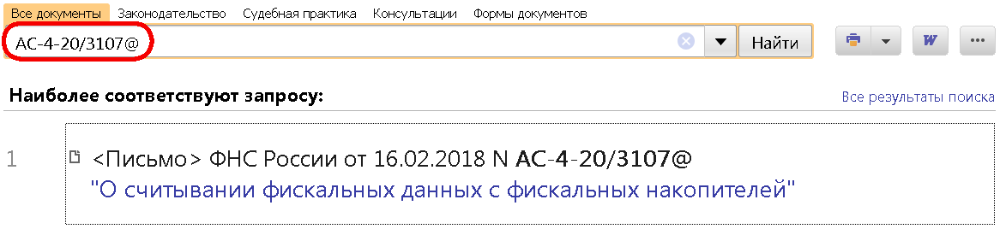 Все документы Законодательство Судебная практика Консультации Формы документов
АС-4-20/3107@ Найти W ...
Наиболее соответствуют запросу: Все результаты поиска
1 <Письмо> ФНС России от 16.02.2018 N АС-4-20/3107@
"О считывании фискальных данных с фискальных накопителей"